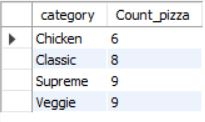 category Count_pizza
Chicken 6
Classic 8
Supreme 9
Veggie 9